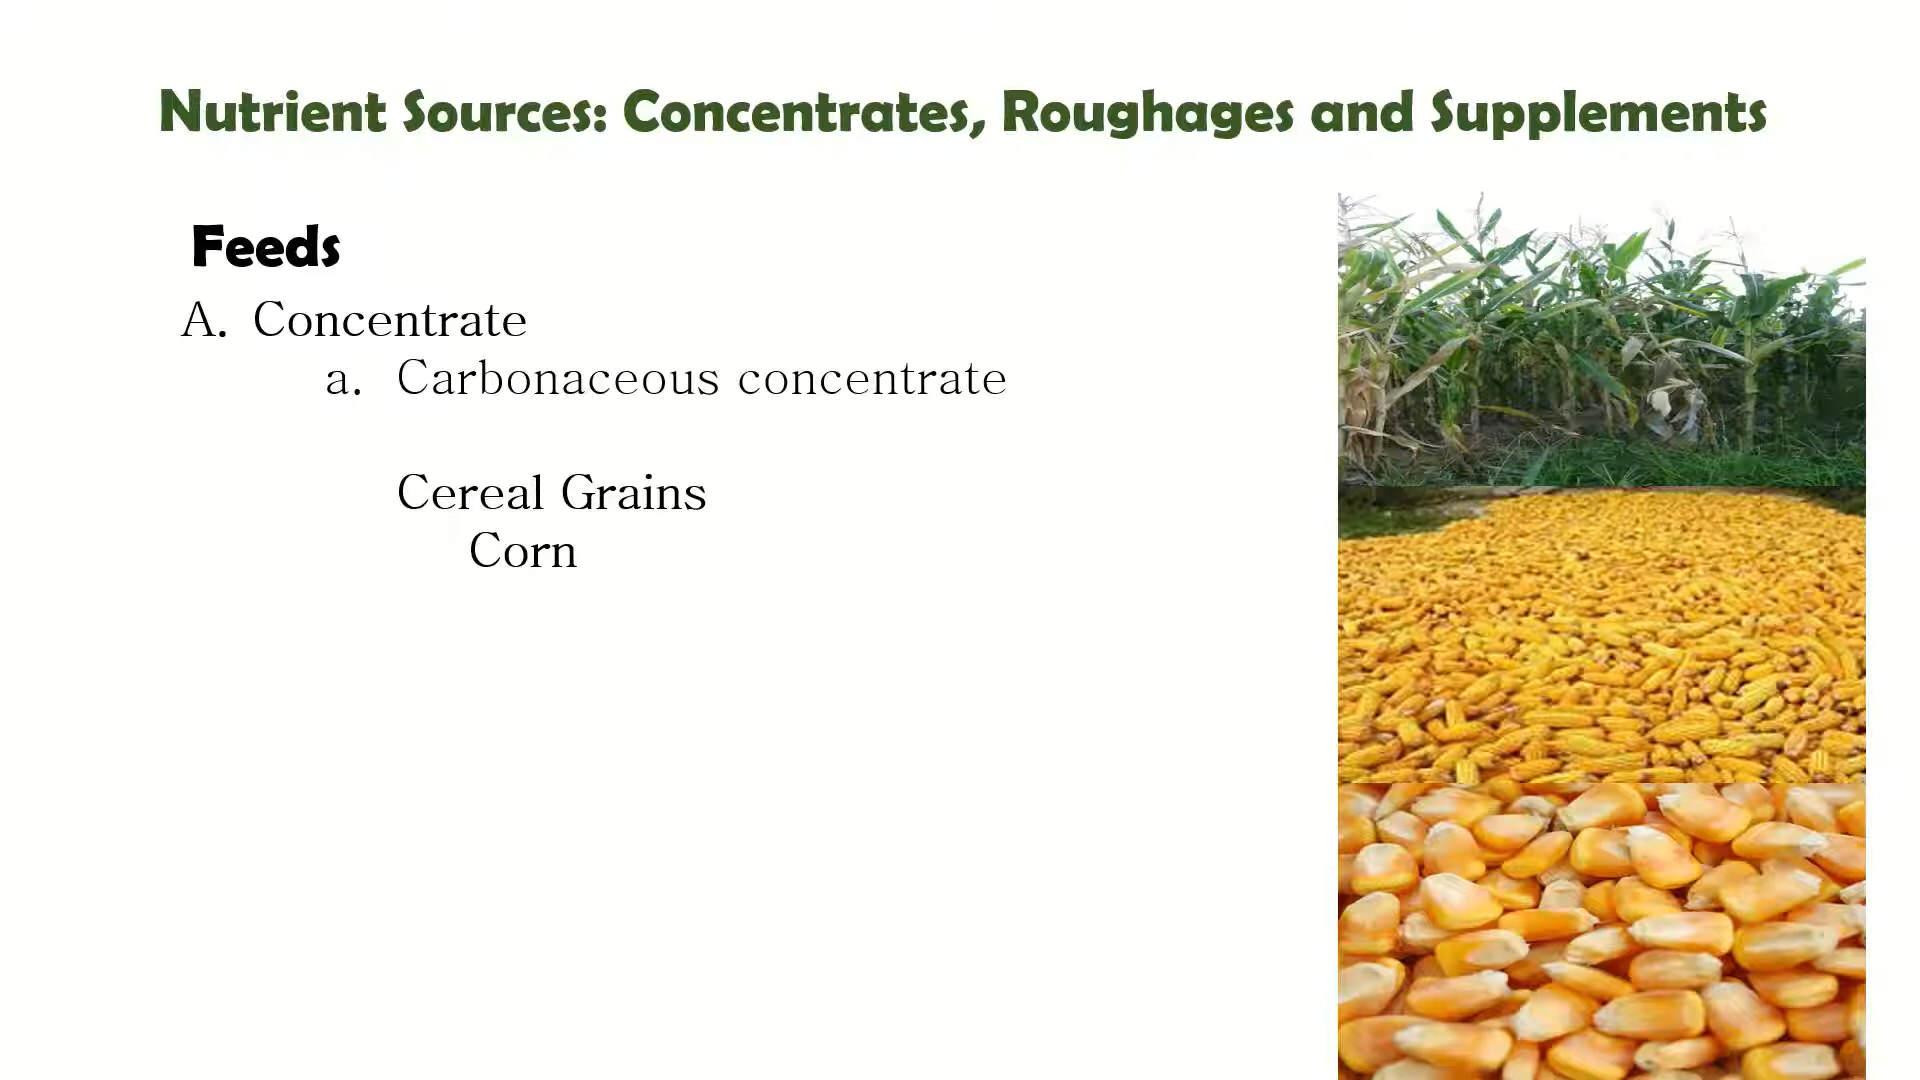 Nutrient Sources: Concentrates, Roughages and Supplements
Feeds
A. Concentrate
a. Carbonaceous concentrate
Cereal Grains
Corn